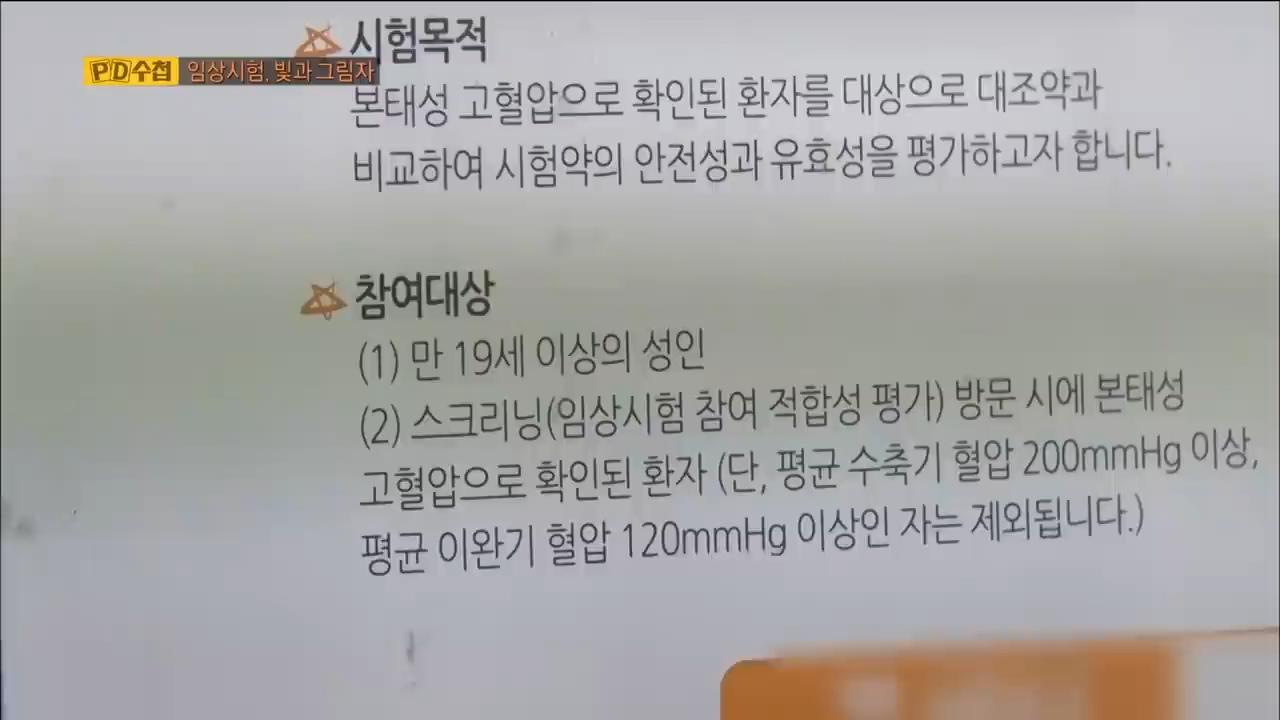 시험목적
PD수첩 임상시험, 빛과 그림자
본태성 고혈압으로 확인된 환자를 대상으로 대조약과
비교하여 시험약의 안전성과 유효성을 평가하고자 합니다.
참여대상
(1) 만 19세 이상의 성인
(2) 스크리닝(임상시험 참여 적합성 평가) 방문 시에 본태성
고혈압으로 확인된 환자 (단, 평균 수축기 혈압 200mmHg 이상,
평균 이완기 혈압 120mmHg 이상인 자는 제외됩니다.)